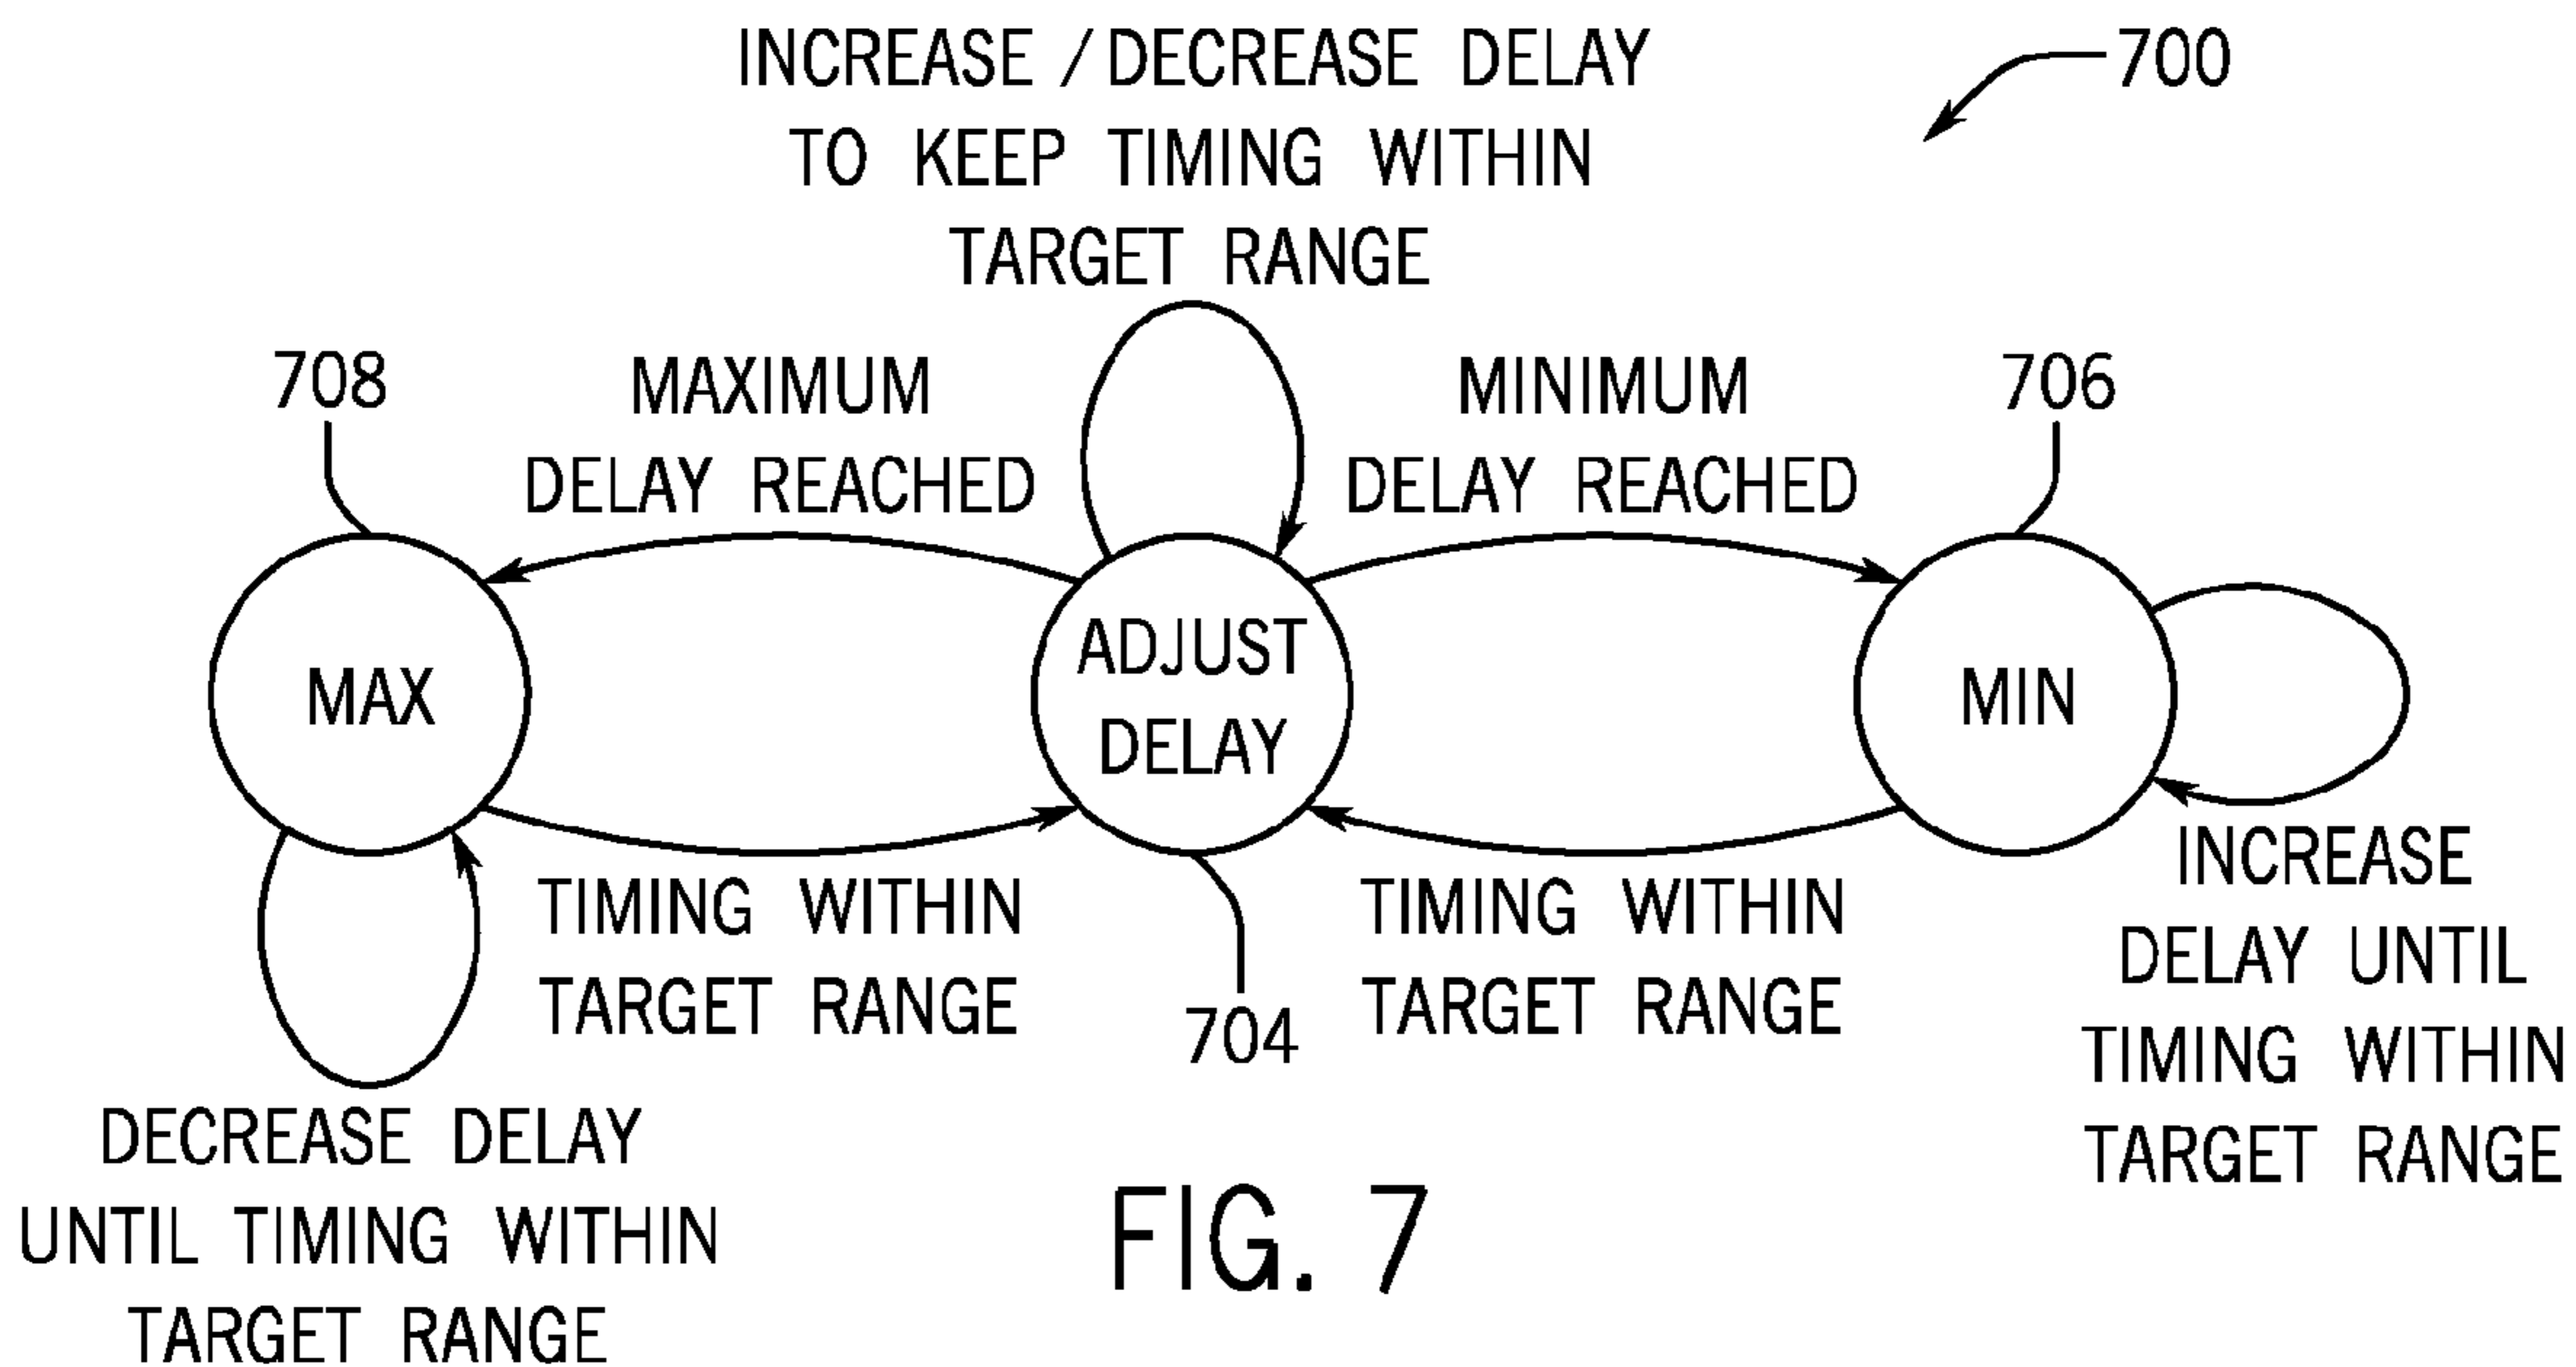 INCREASE / DECREASE DELAY
TO KEEP TIMING WITHIN
TARGET RANGE
700
708
MAXIMUM
DELAY REACHED
MINIMUM
DELAY REACHED
706
MAX
ADJUST
DELAY
MIN
TIMING WITHIN
TARGET RANGE
704
TIMING WITHIN
TARGET RANGE
INCREASE
DELAY UNTIL
TIMING WITHIN
TARGET RANGE
DECREASE DELAY
UNTIL TIMING WITHIN
TARGET RANGE
FIG. 7